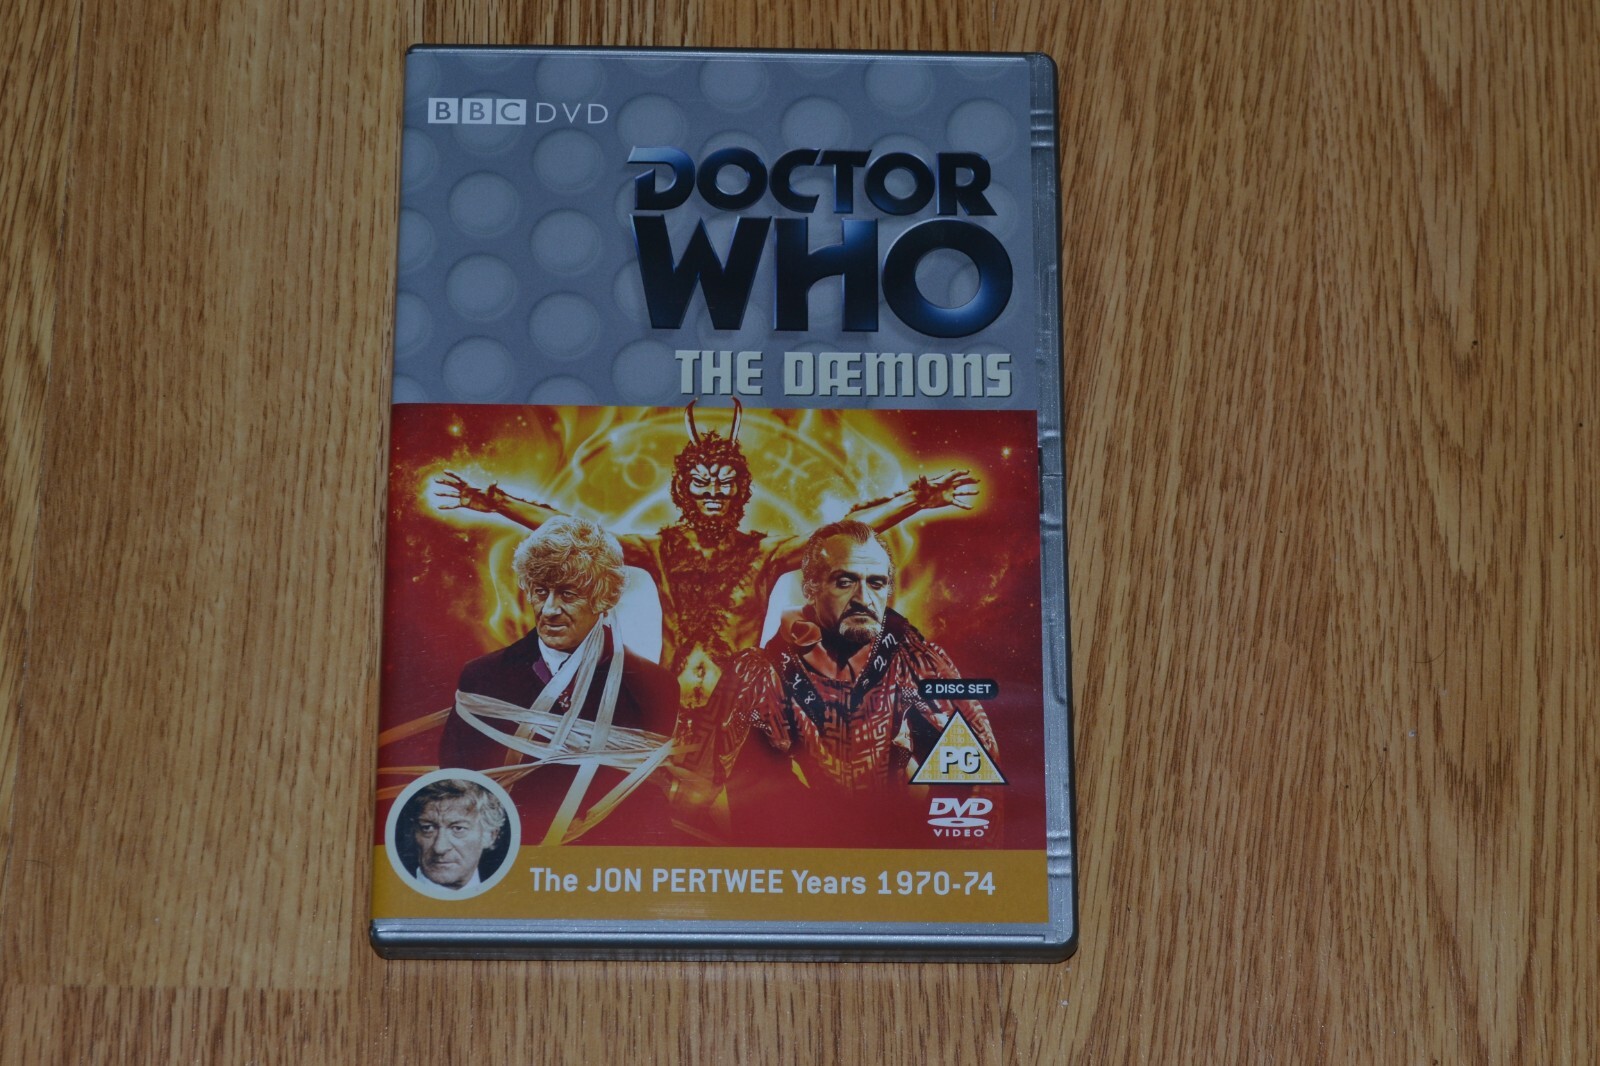 BBC DVD
DOCTOR
WHO
THE DÆMONS
2 DISC SET
PG
DVD
VIDEO
The JON PERTWEE Years 1970-74